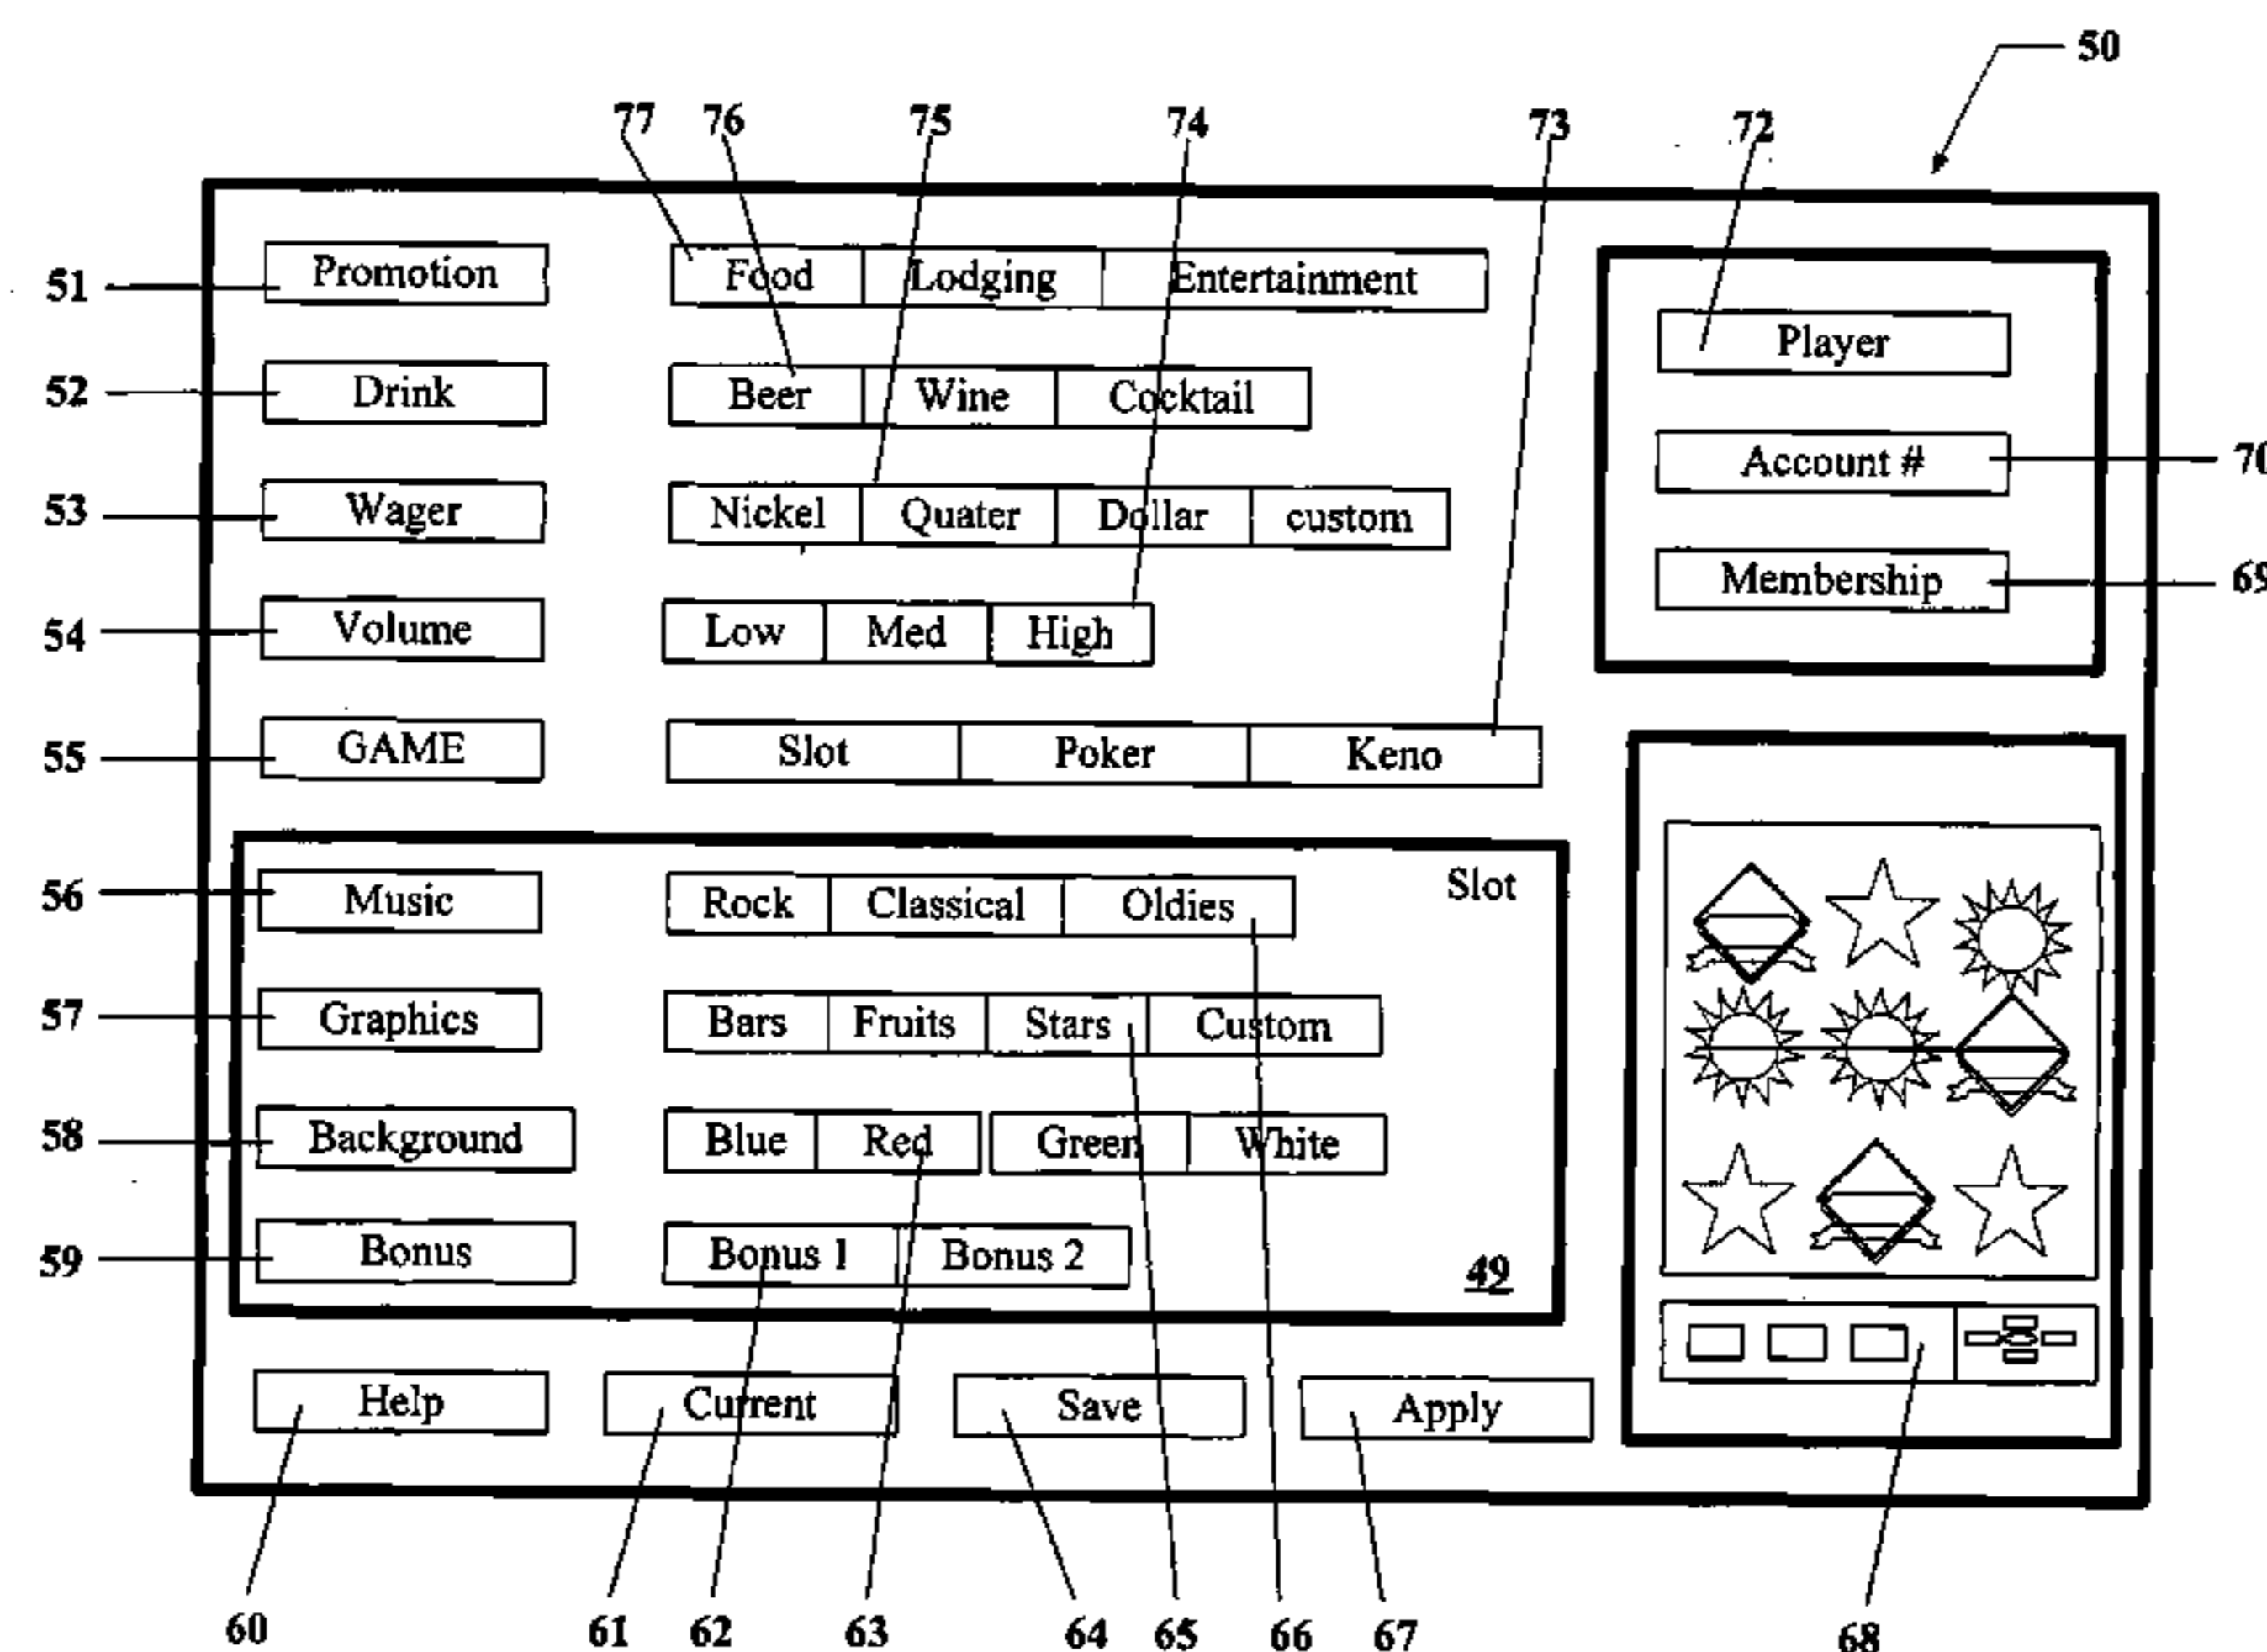 50
77 76 75 74 73 72
51 Promotion Food Lodging Entertainment
Player
52 Drink Beer Wine Cocktail
Account # 70
53 Wager Nickel Quater Dollar custom
Membership 69
54 Volume Low Med High
55 GAME Slot Poker Keno
Slot
56 Music Rock Classical Oldies
57 Graphics Bars Fruits Stars Custom
58 Background Blue Red Green White
59 Bonus Bonus 1 Bonus 2
49
Help Current Save Apply
60 61 62 63 64 65 66 67 68